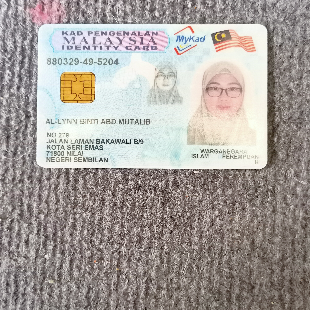 KAD PENGENALAN
MALAYSIA
IDENTITY CARD
MyKad
880329-49-5204
AL-LYNN BINTI ABD MUTALIB
NO 278
JALAN LAMAN BAKAWALI 8/9
KOTA SERI EMAS
71800 NILAI
NEGERI SEMBILAN
WARGANEGARA
ISLAM PEREMPUAN